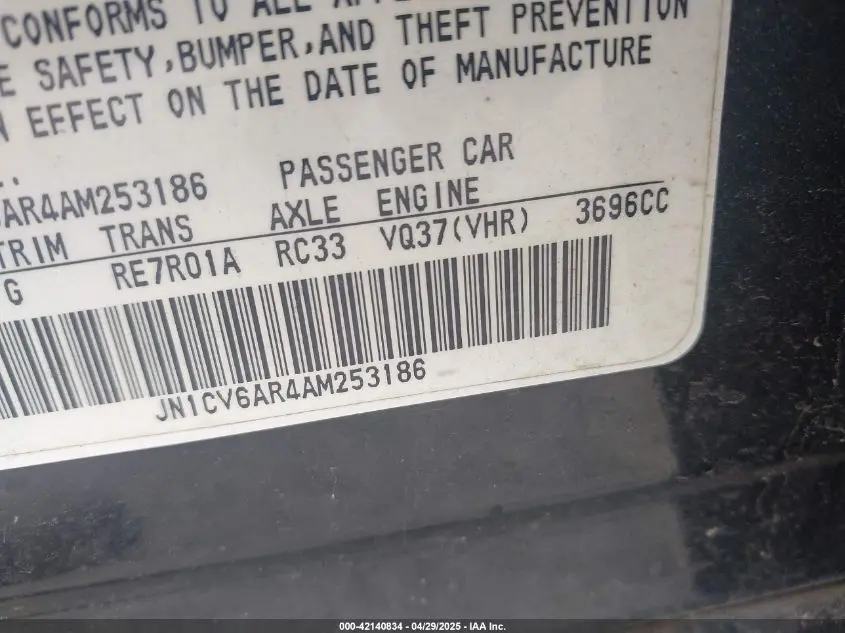 CONFORMS TO ALL
E SAFETY,BUMPER,AND THEFT PREVENTION
N EFFECT ON THE DATE OF MANUFACTURE
AR4AM253186 PASSENGER CAR
TRIM TRANS AXLE ENGINE
G RE7R01A RC33 VQ37(VHR) 3696CC
JN1CV6AR4AM253186
000-42140834 - 04/29/2025 - IAA Inc.